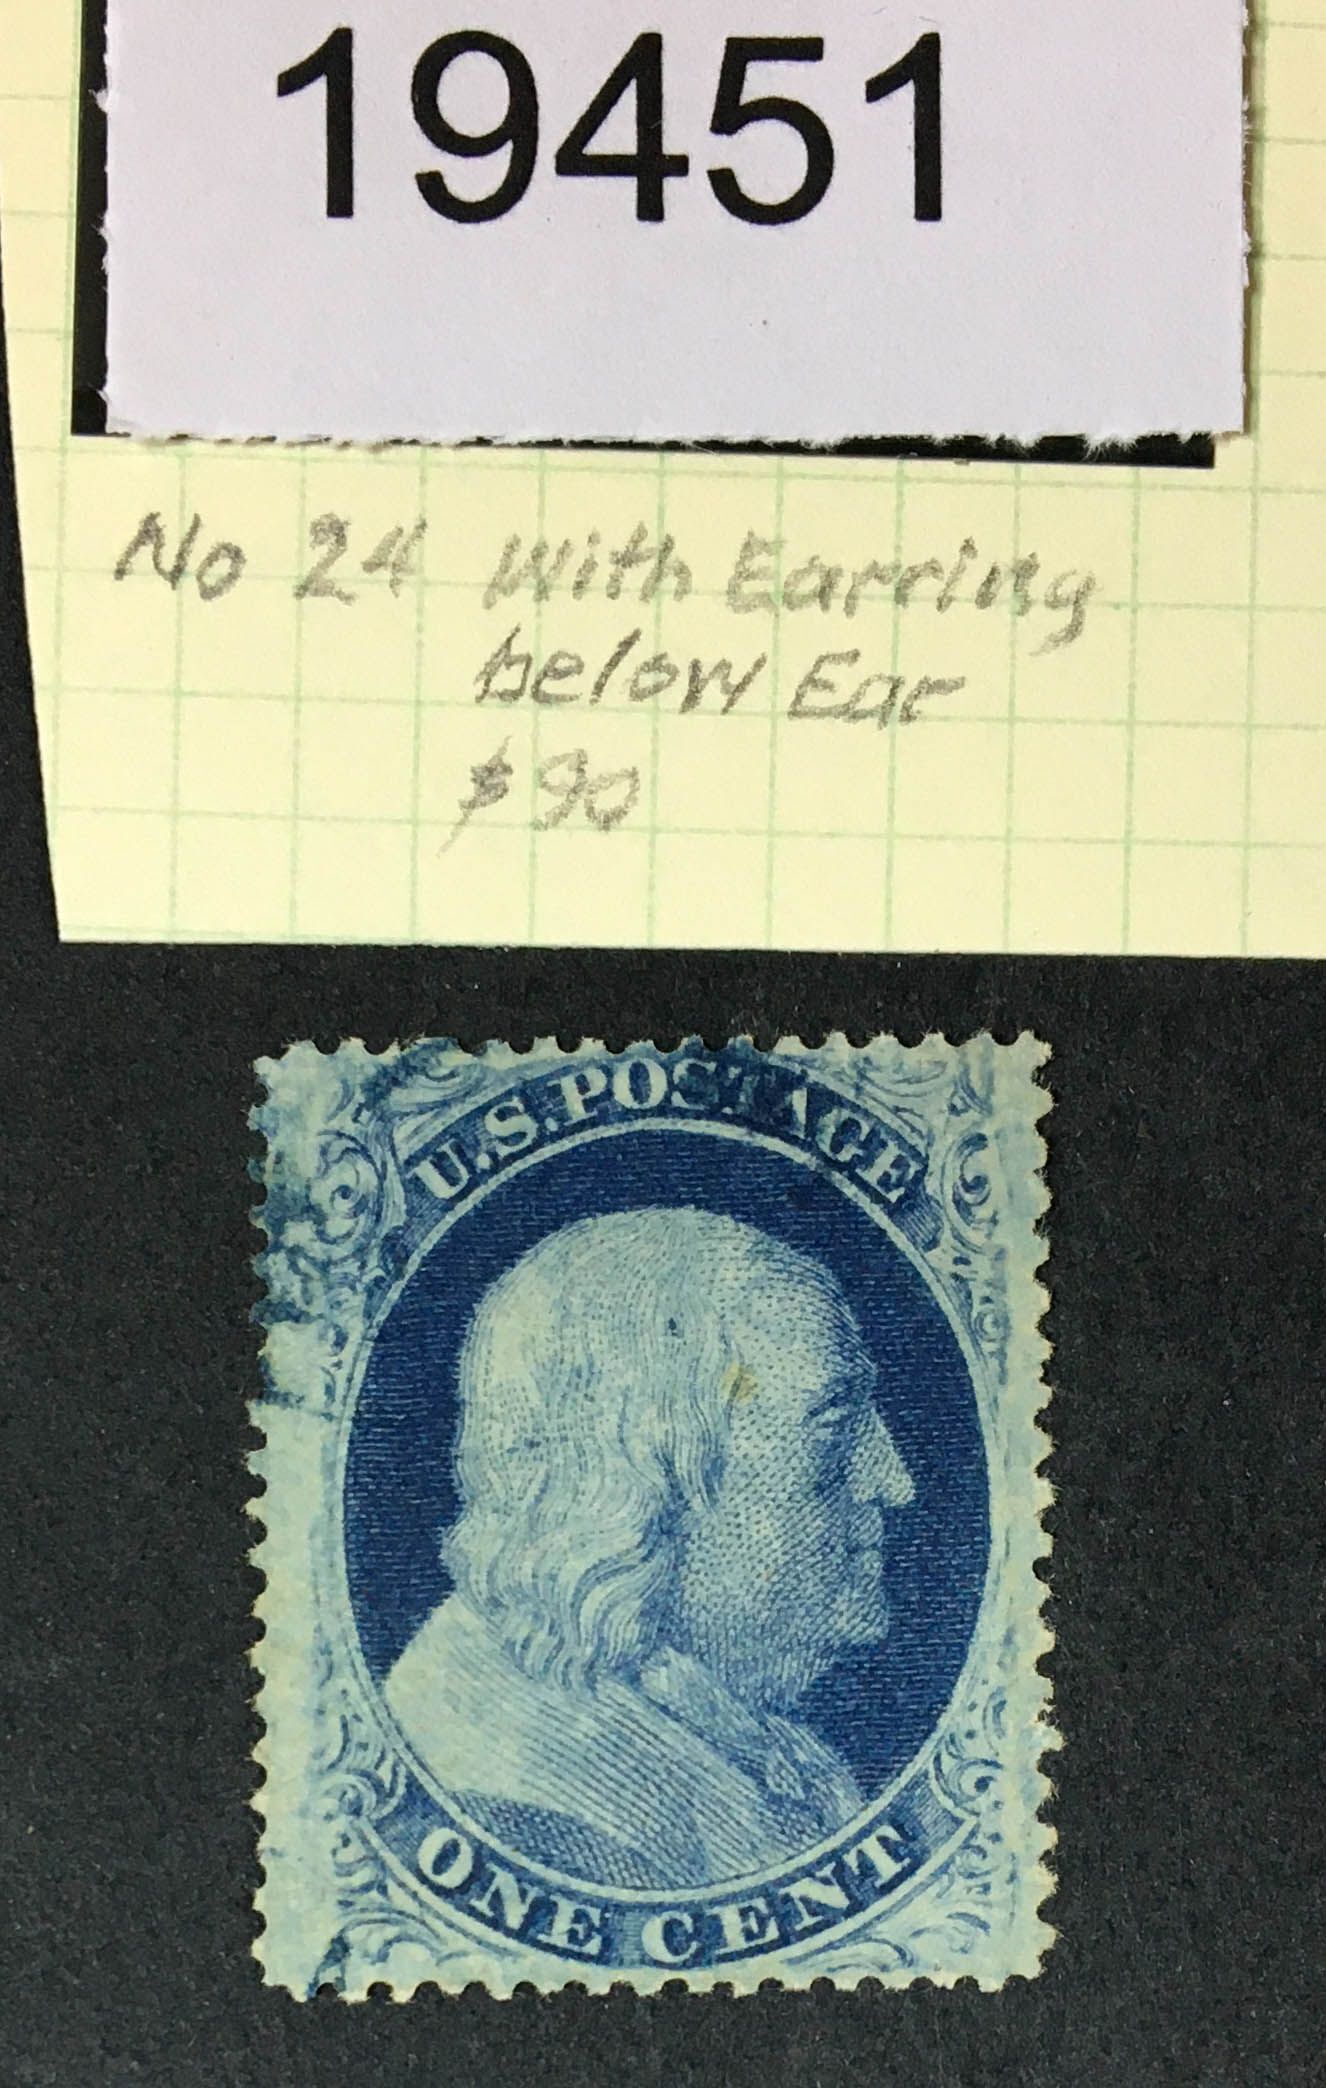 19451
No 24 with Earring
below Ear
$90
U.S. POSTAGE
ONE CENT